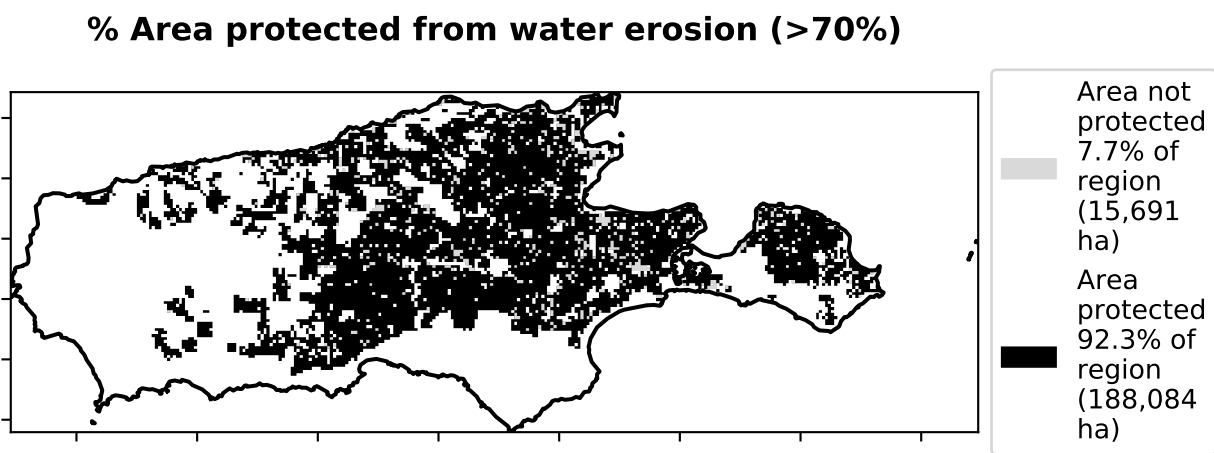 % Area protected from water erosion (>70%)
Area not
protected
7.7% of
region
(15,691
ha)
Area
protected
92.3% of
region
(188,084
ha)